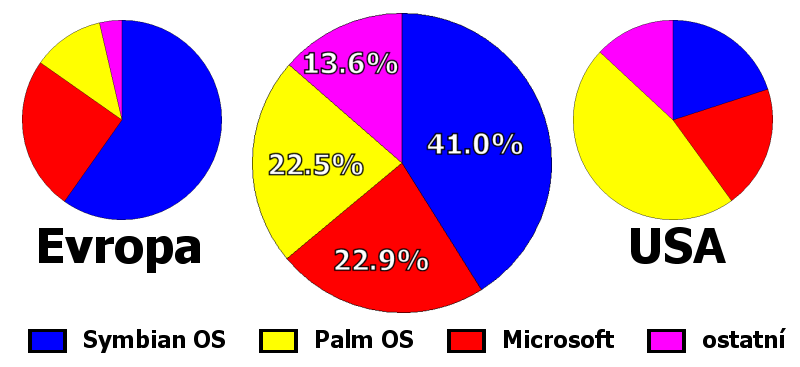 13.6%
41.0%
22.5%
22.9%
Evropa
USA
Symbian OS
Palm OS
Microsoft
ostatní